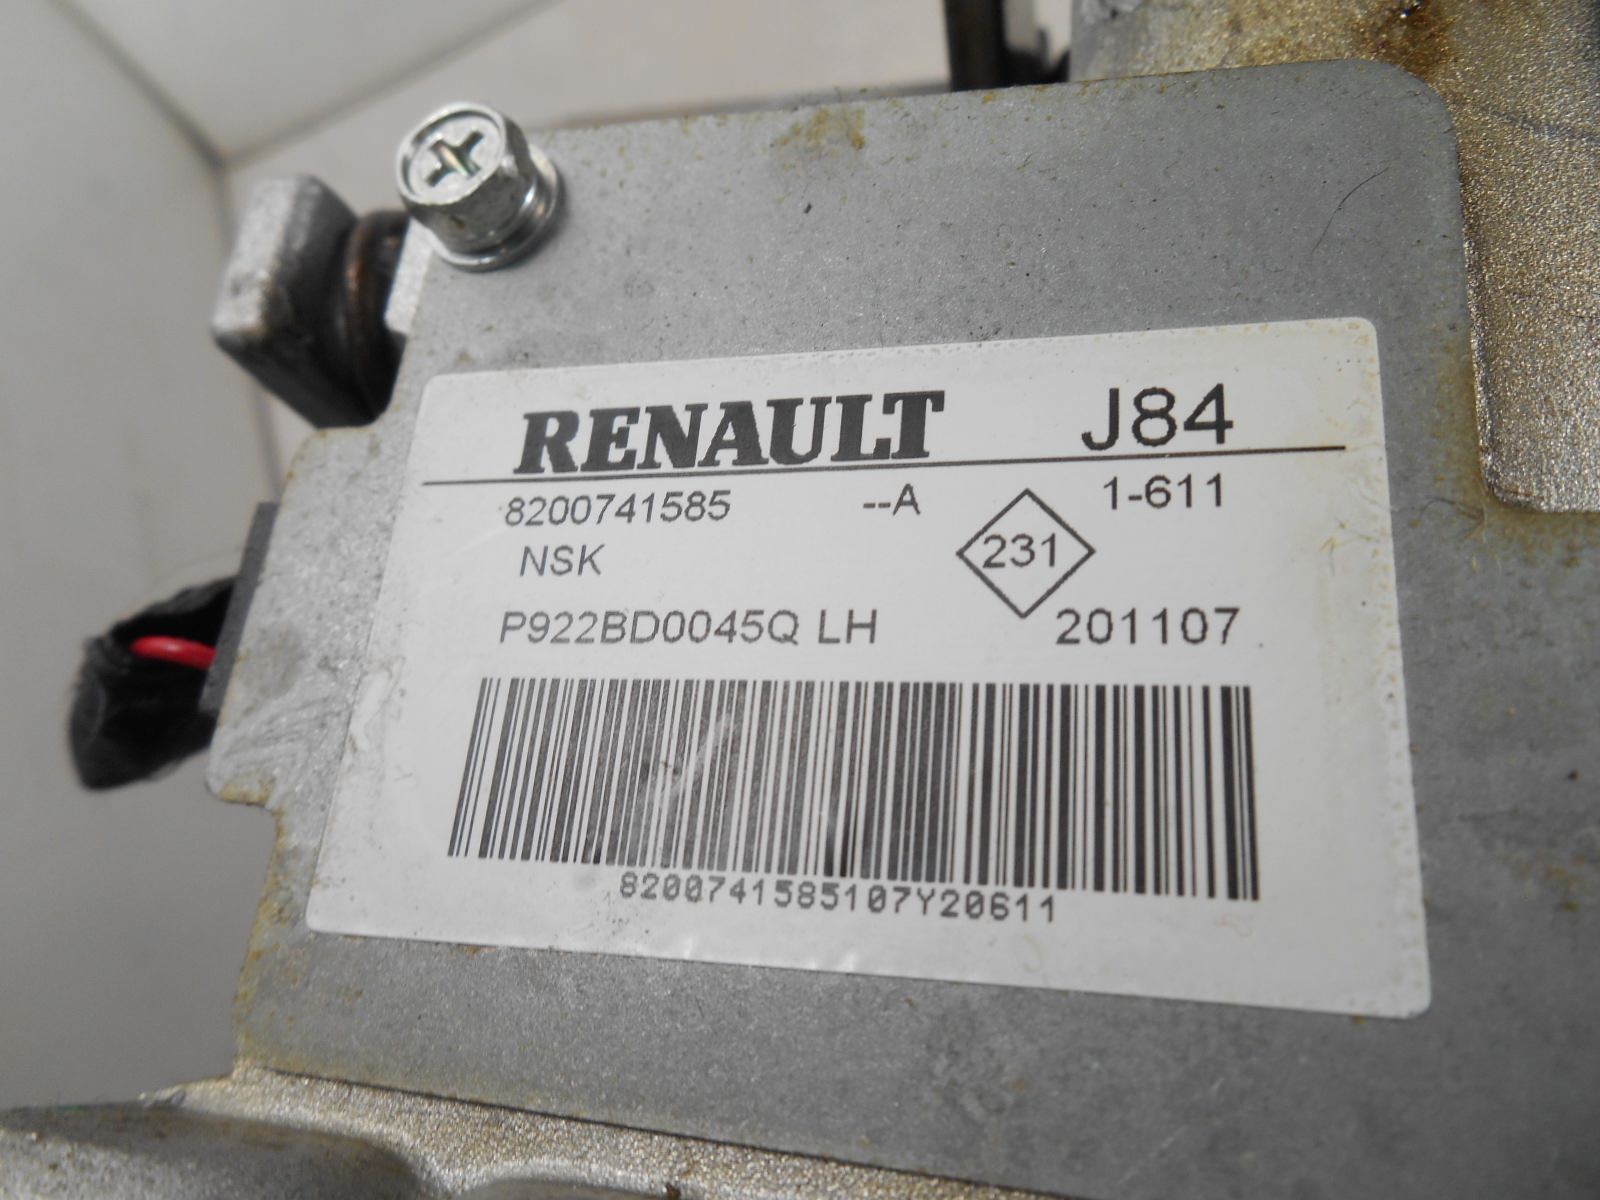 RENAULT J84
8200741585 --A 1-611
NSK 231
P922BD0045Q LH 201107
8200741585107Y20611